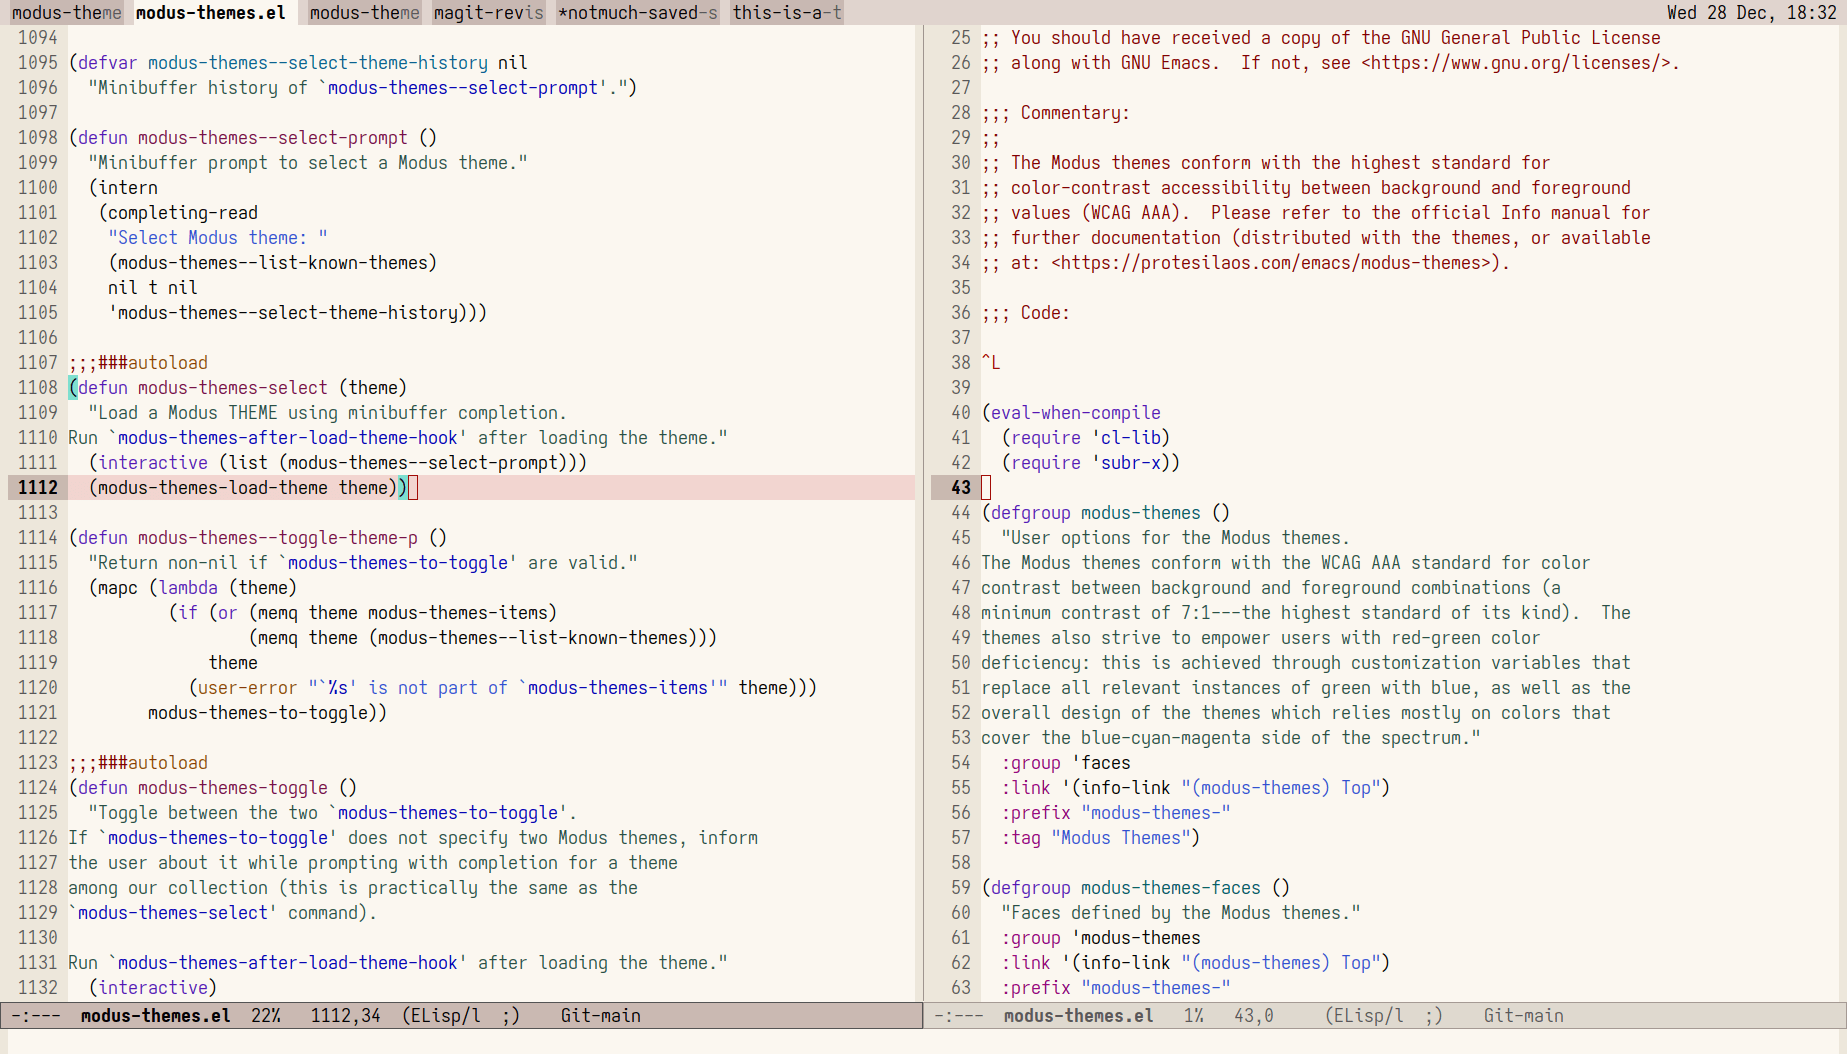 modus-theme modus-themes.el modus-theme magit-revis *notmuch-saved-s this-is-a-t Wed 28 Dec, 18:32
1094
1095 (defvar modus-themes--select-theme-history nil
1096   "Minibuffer history of `modus-themes--select-prompt'.")
1097
1098 (defun modus-themes--select-prompt ()
1099   "Minibuffer prompt to select a Modus theme."
1100   (intern
1101    (completing-read
1102     "Select Modus theme: "
1103     (modus-themes--list-known-themes)
1104     nil t nil
1105     'modus-themes--select-theme-history)))
1106
1107 ;;;###autoload
1108 (defun modus-themes-select (theme)
1109   "Load a Modus THEME using minibuffer completion.
1110 Run `modus-themes-after-load-theme-hook' after loading the theme."
1111   (interactive (list (modus-themes--select-prompt)))
1112   (modus-themes-load-theme theme))
1113
1114 (defun modus-themes--toggle-theme-p ()
1115   "Return non-nil if `modus-themes-to-toggle' are valid."
1116   (mapc (lambda (theme)
1117           (if (or (memq theme modus-themes-items)
1118                   (memq theme (modus-themes--list-known-themes)))
1119               theme
1120             (user-error "`%s' is not part of `modus-themes-items'" theme)))
1121         modus-themes-to-toggle))
1122
1123 ;;;###autoload
1124 (defun modus-themes-toggle ()
1125   "Toggle between the two `modus-themes-to-toggle'.
1126 If `modus-themes-to-toggle' does not specify two Modus themes, inform
1127 the user about it while prompting with completion for a theme
1128 among our collection (this is practically the same as the
1129 `modus-themes-select' command).
1130
1131 Run `modus-themes-after-load-theme-hook' after loading the theme."
1132   (interactive)
-:---  modus-themes.el  22%   1112,34  (ELisp/l  ;)    Git-main
25 ;; You should have received a copy of the GNU General Public License
26 ;; along with GNU Emacs.  If not, see <https://www.gnu.org/licenses/>.
27
28 ;;; Commentary:
29 ;;
30 ;; The Modus themes conform with the highest standard for
31 ;; color-contrast accessibility between background and foreground
32 ;; values (WCAG AAA).  Please refer to the official Info manual for
33 ;; further documentation (distributed with the themes, or available
34 ;; at: <https://protesilaos.com/emacs/modus-themes>).
35
36 ;;; Code:
37
38 ^L
39
40 (eval-when-compile
41   (require 'cl-lib)
42   (require 'subr-x))
43
44 (defgroup modus-themes ()
45   "User options for the Modus themes.
46 The Modus themes conform with the WCAG AAA standard for color
47 contrast between background and foreground combinations (a
48 minimum contrast of 7:1---the highest standard of its kind).  The
49 themes also strive to empower users with red-green color
50 deficiency: this is achieved through customization variables that
51 replace all relevant instances of green with blue, as well as the
52 overall design of the themes which relies mostly on colors that
53 cover the blue-cyan-magenta side of the spectrum."
54   :group 'faces
55   :link '(info-link "(modus-themes) Top")
56   :prefix "modus-themes-"
57   :tag "Modus Themes")
58
59 (defgroup modus-themes-faces ()
60   "Faces defined by the Modus themes."
61   :group 'modus-themes
62   :link '(info-link "(modus-themes) Top")
63   :prefix "modus-themes-"
-:---  modus-themes.el   1%   43,0     (ELisp/l  ;)    Git-main